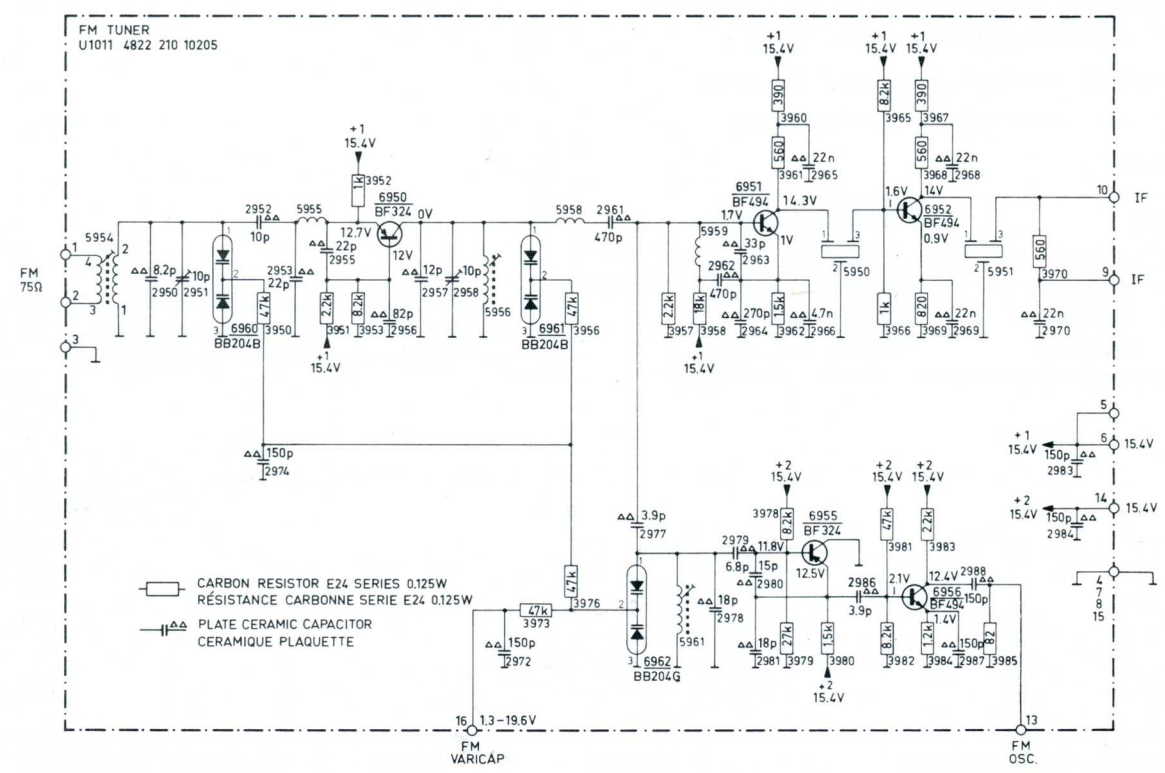 FM TUNER
U1011 4822 210 10205
+1
15.4V
+1
15.4V
+1
15.4V
+1
15.4V
390
3960
8.2k
3965
390
3967
560
3961
22n
2965
560
3968
22n
2968
1k
3952
6950
BF324
0V
12.7V
12V
2952
10p
5955
5958
2961
470p
6951
BF494
14.3V
1.7V
1V
1.6V
14V
6952
BF494
0.9V
10
IF
9
IF
1
5954
2
4
FM
75Ω
2
3
1
3
8.2p
2950
10p
2951
1
2
3
6960
BB204B
47k
3950
2953
22p
22p
2955
2.2k
3951
+1
15.4V
8.2k
3953
82p
2956
12p
2957
10p
2958
5956
1
2
3
6961
BB204B
47k
3956
2.2k
3957
5959
33p
2963
2962
470p
18k
3958
+1
15.4V
270p
2964
1.5k
3962
4.7n
2966
1
3
2
5950
1
1k
3966
820
3969
22n
2969
1
3
2
5951
560
3970
22n
2970
150p
2974
5
6
+1
15.4V
15.4V
150p
2983
14
+2
15.4V
15.4V
150p
2984
4
7
8
15
3.9p
2977
+2
15.4V
+2
15.4V
+2
15.4V
3978
8.2k
6955
BF324
47k
3981
2.2k
3983
2979
6.8p
11.8V
12.5V
15p
2980
2986
3.9p
2.1V
1
12.4V
2988
150p
6956
BF494
1.4V
CARBON RESISTOR E24 SERIES 0.125W
RÉSISTANCE CARBONNE SERIE E24 0.125W
PLATE CERAMIC CAPACITOR
CERAMIQUE PLAQUETTE
47k
3973
47k
3976
150p
2972
1
2
3
6962
BB204G
5961
18p
2978
18p
2981
27k
3979
1.5k
3980
+2
15.4V
8.2k
3982
1.2k
3984
150p
2987
82
3985
16
1.3-19.6V
FM
VARICAP
13
FM
OSC.